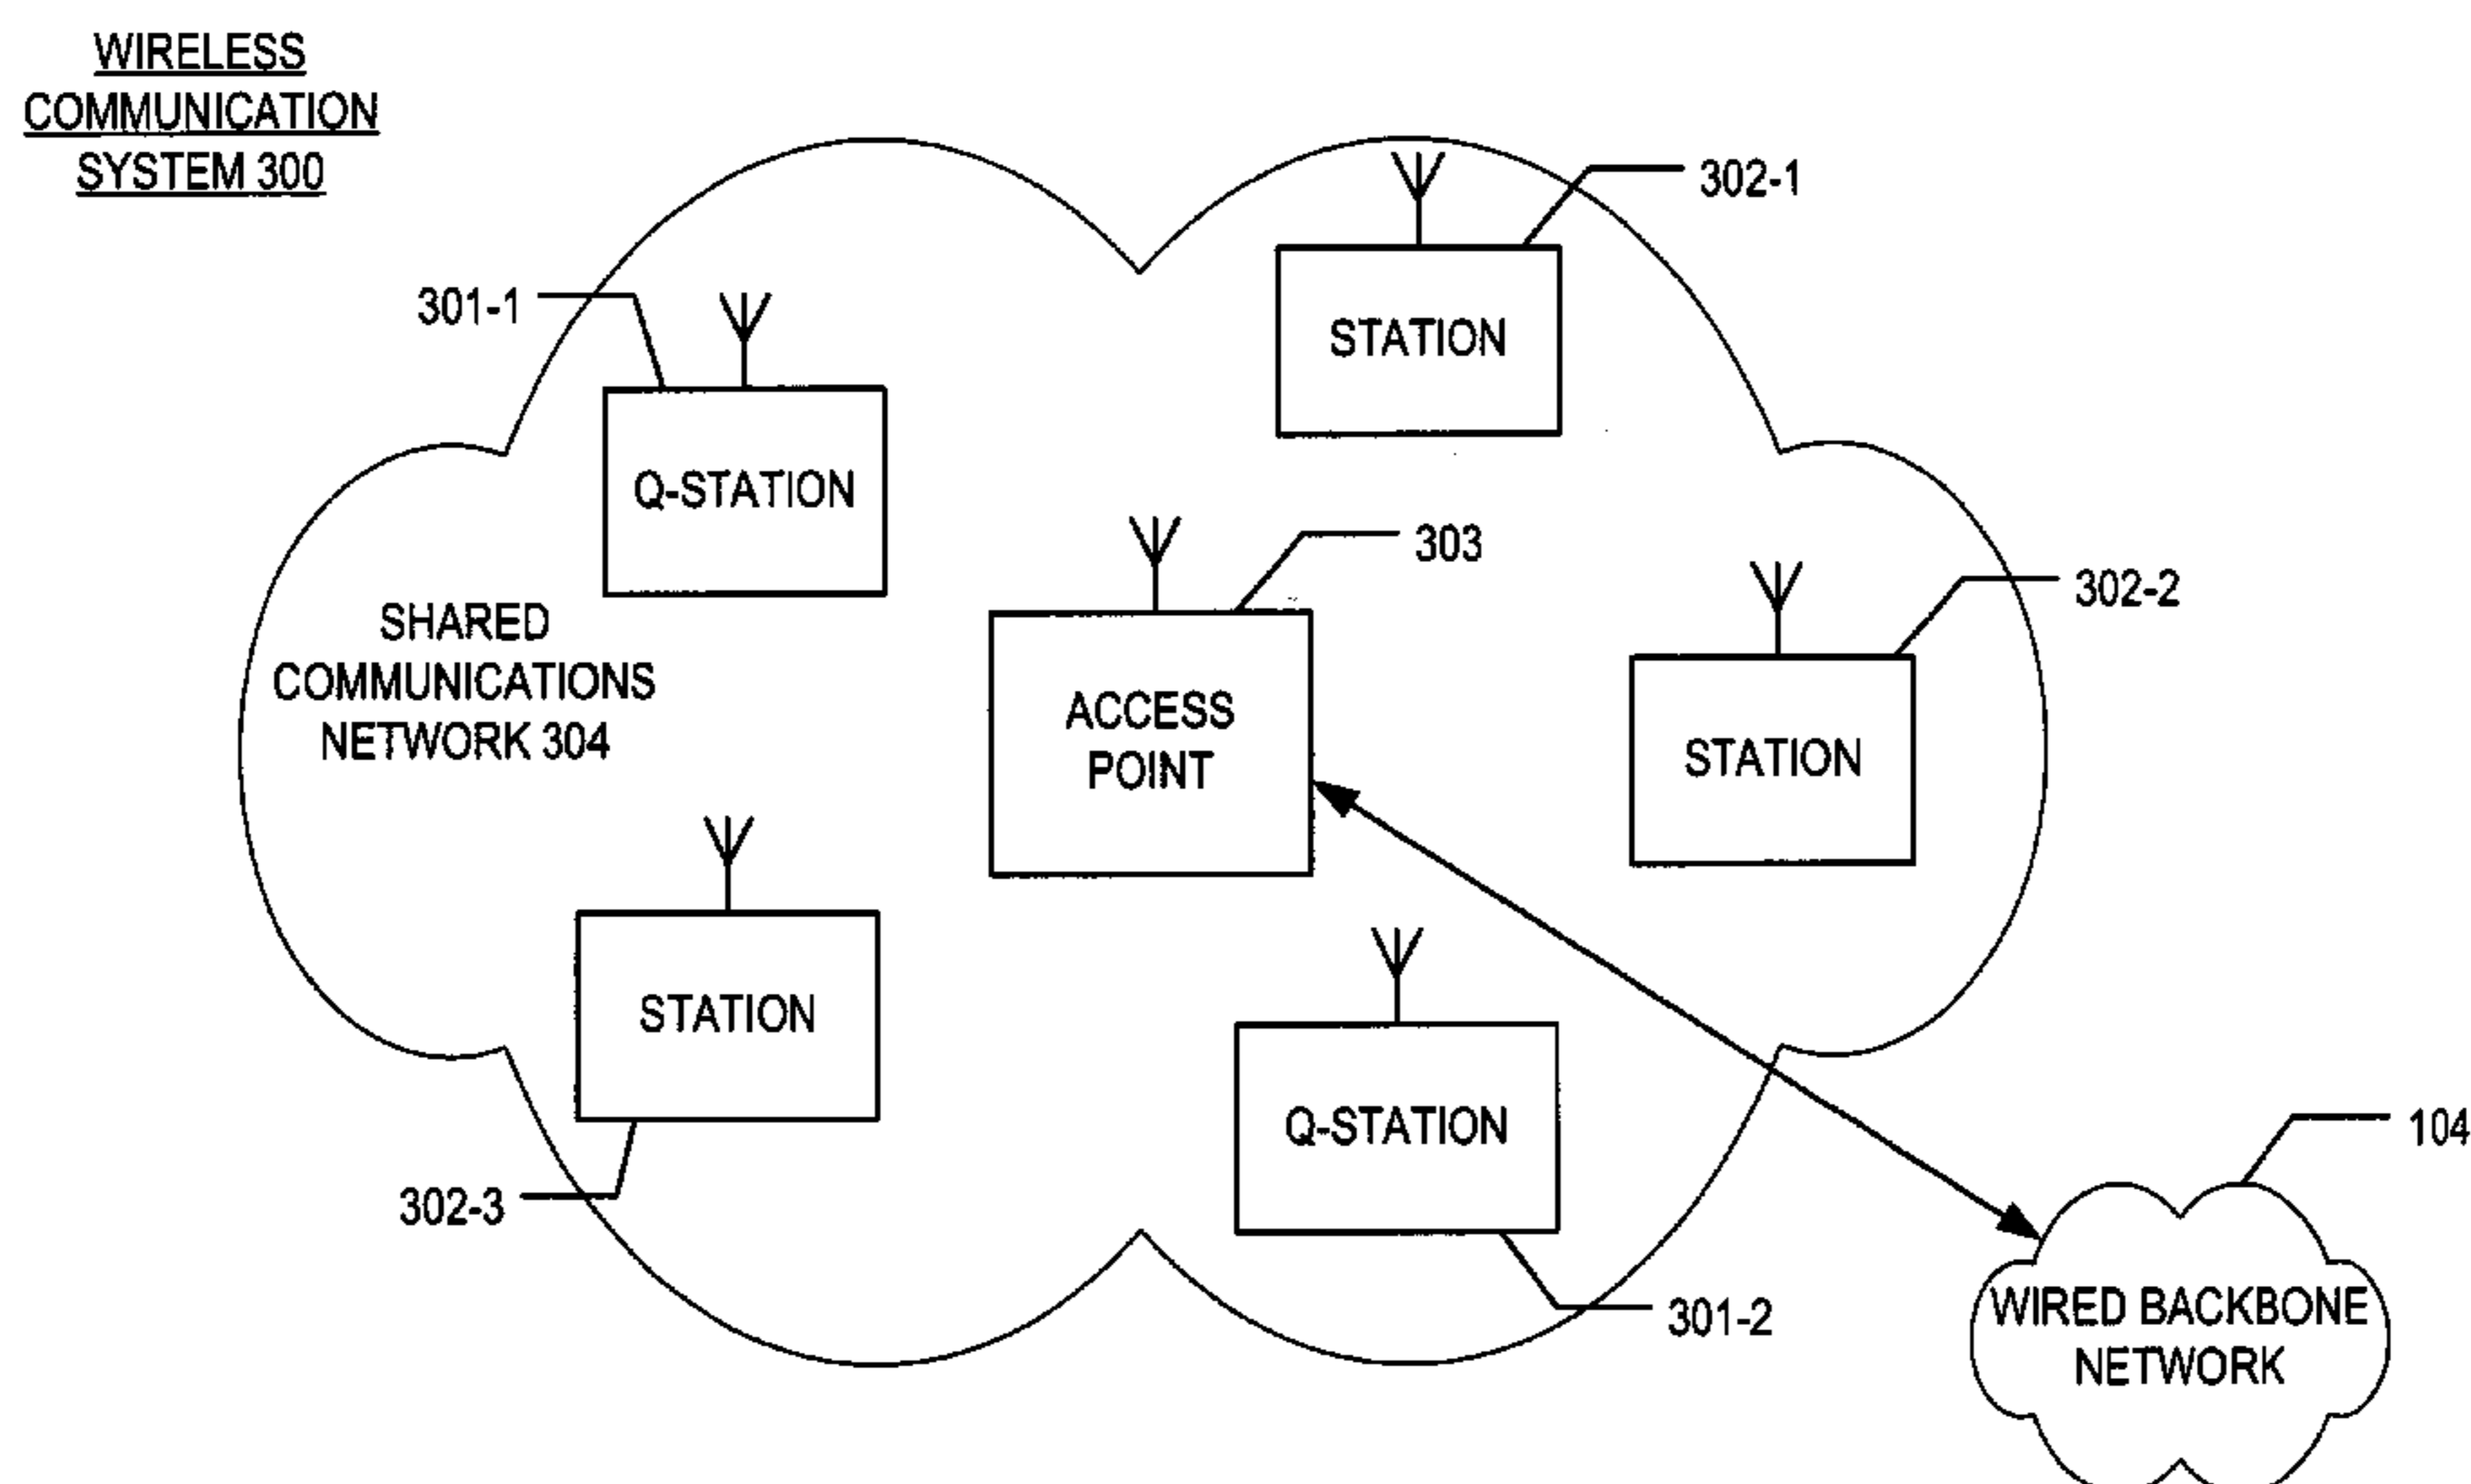 WIRELESS
COMMUNICATION
SYSTEM 300
302-1
STATION
301-1
Q-STATION
303
302-2
SHARED
COMMUNICATIONS
NETWORK 304
ACCESS
POINT
STATION
STATION
Q-STATION
104
302-3
301-2
WIRED BACKBONE
NETWORK